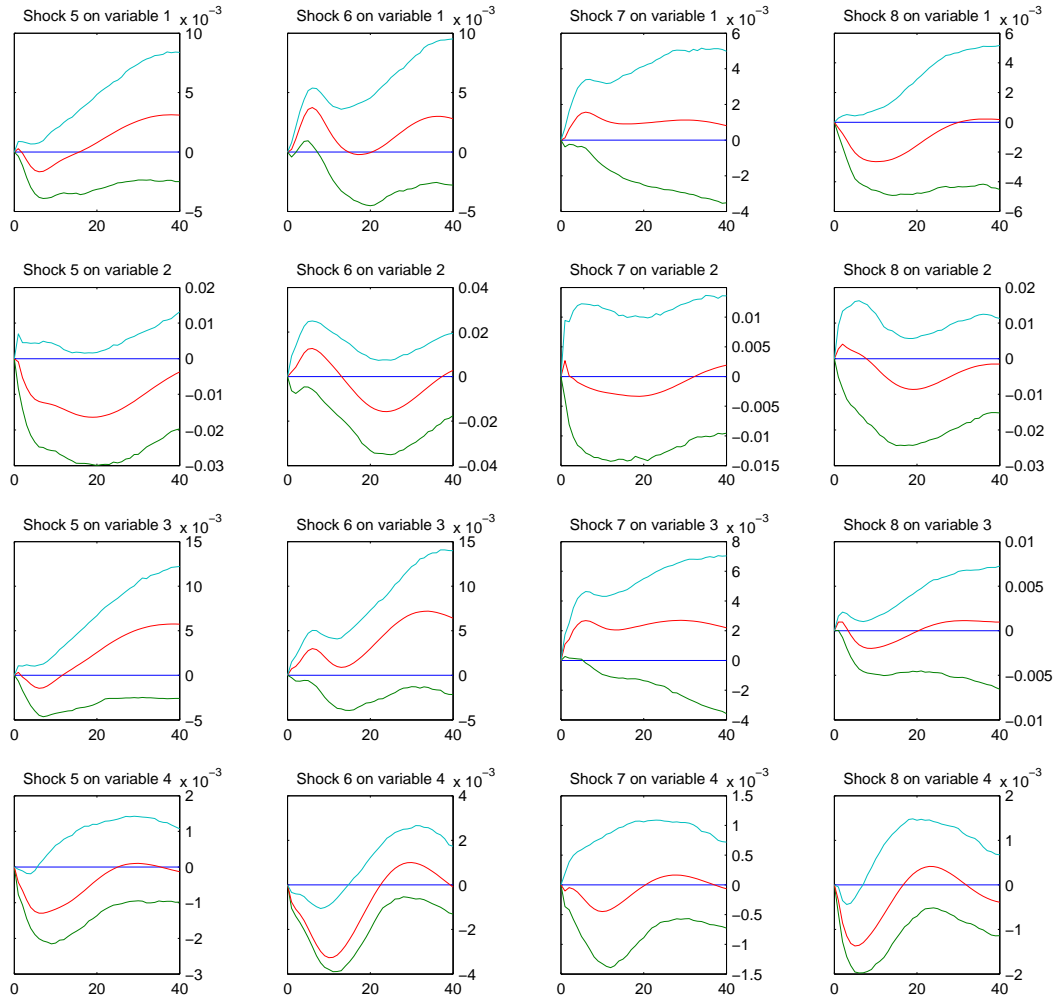 Shock 5 on variable 1 x 10⁻³
10
5
0
−5
0 20 40
Shock 6 on variable 1 x 10⁻³
10
5
0
−5
0 20 40
Shock 7 on variable 1 x 10⁻³
6
4
2
0
−2
−4
0 20 40
Shock 8 on variable 1 x 10⁻³
6
4
2
0
−2
−4
−6
0 20 40
Shock 5 on variable 2
0.02
0.01
0
−0.01
−0.02
−0.03
0 20 40
Shock 6 on variable 2
0.04
0.02
0
−0.02
−0.04
0 20 40
Shock 7 on variable 2
0.01
0.005
0
−0.005
−0.01
−0.015
0 20 40
Shock 8 on variable 2
0.02
0.01
0
−0.01
−0.02
−0.03
0 20 40
Shock 5 on variable 3 x 10⁻³
15
10
5
0
−5
0 20 40
Shock 6 on variable 3 x 10⁻³
15
10
5
0
−5
0 20 40
Shock 7 on variable 3 x 10⁻³
8
6
4
2
0
−2
−4
0 20 40
Shock 8 on variable 3
0.01
0.005
0
−0.005
−0.01
0 20 40
Shock 5 on variable 4 x 10⁻³
2
1
0
−1
−2
−3
0 20 40
Shock 6 on variable 4 x 10⁻³
4
2
0
−2
−4
0 20 40
Shock 7 on variable 4 x 10⁻³
1.5
1
0.5
0
−0.5
−1
−1.5
0 20 40
Shock 8 on variable 4 x 10⁻³
2
1
0
−1
−2
0 20 40